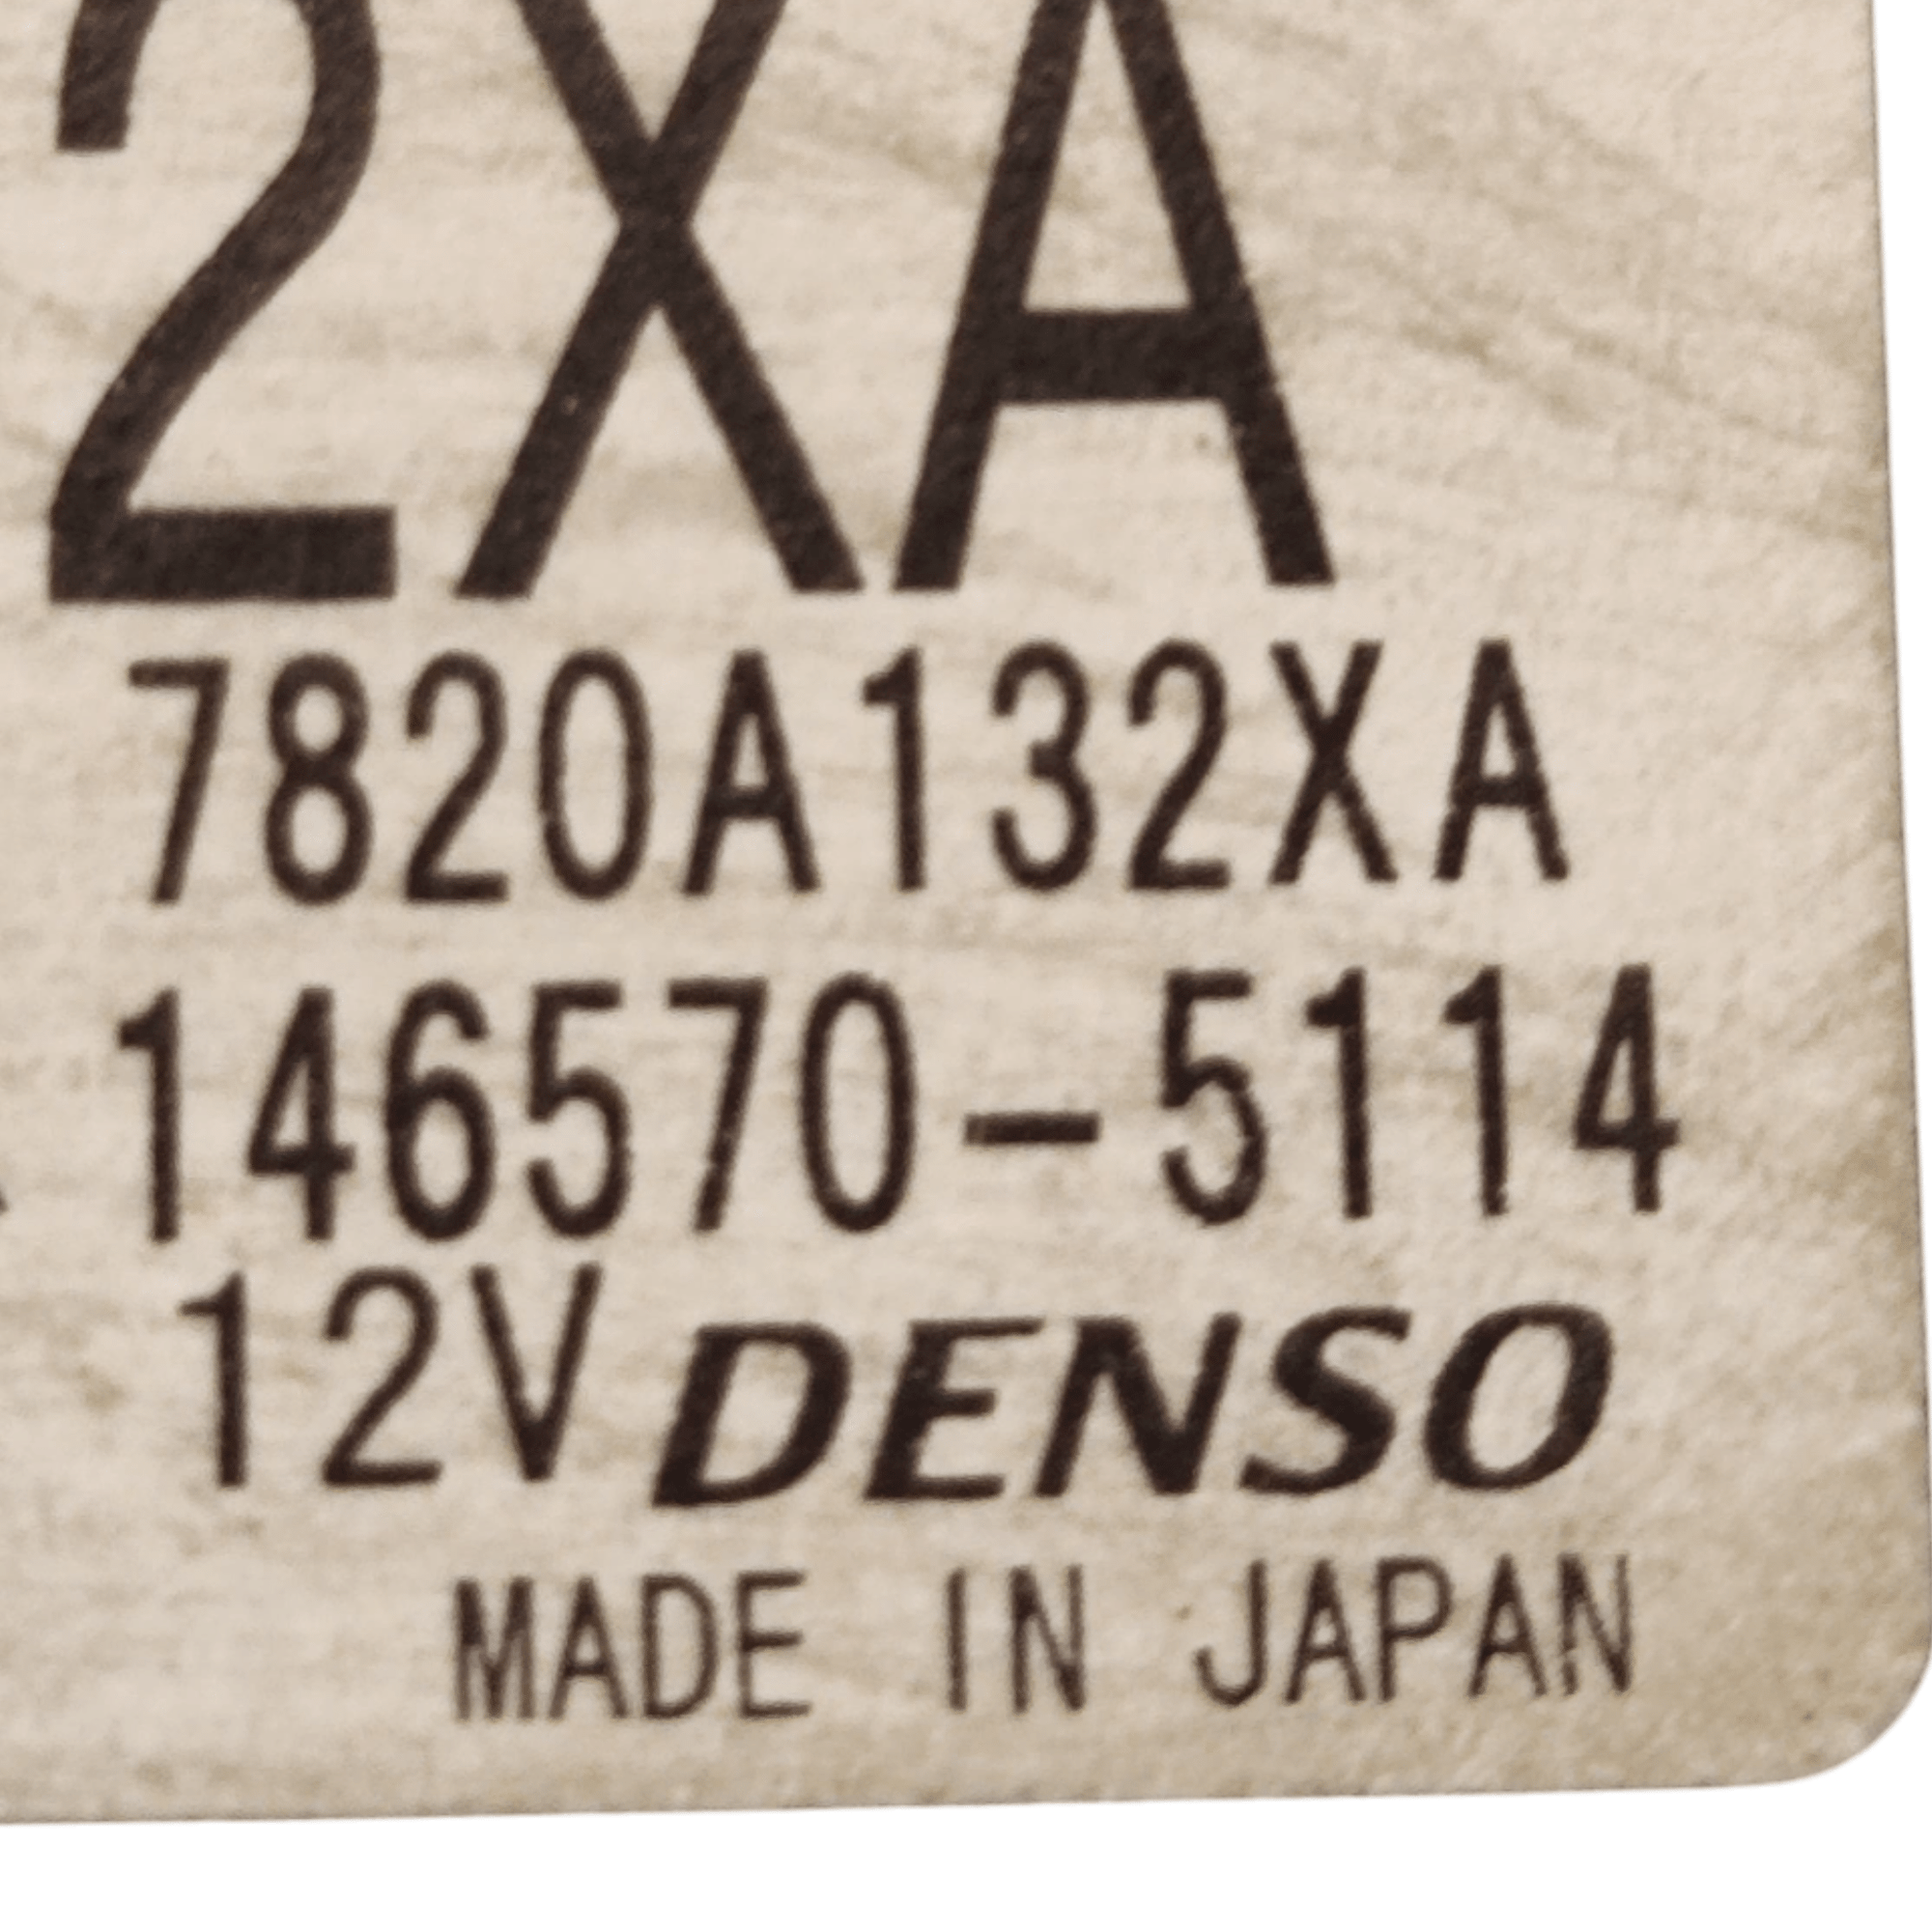 2XA
7820A132XA
146570-5114
12V DENSO
MADE IN JAPAN